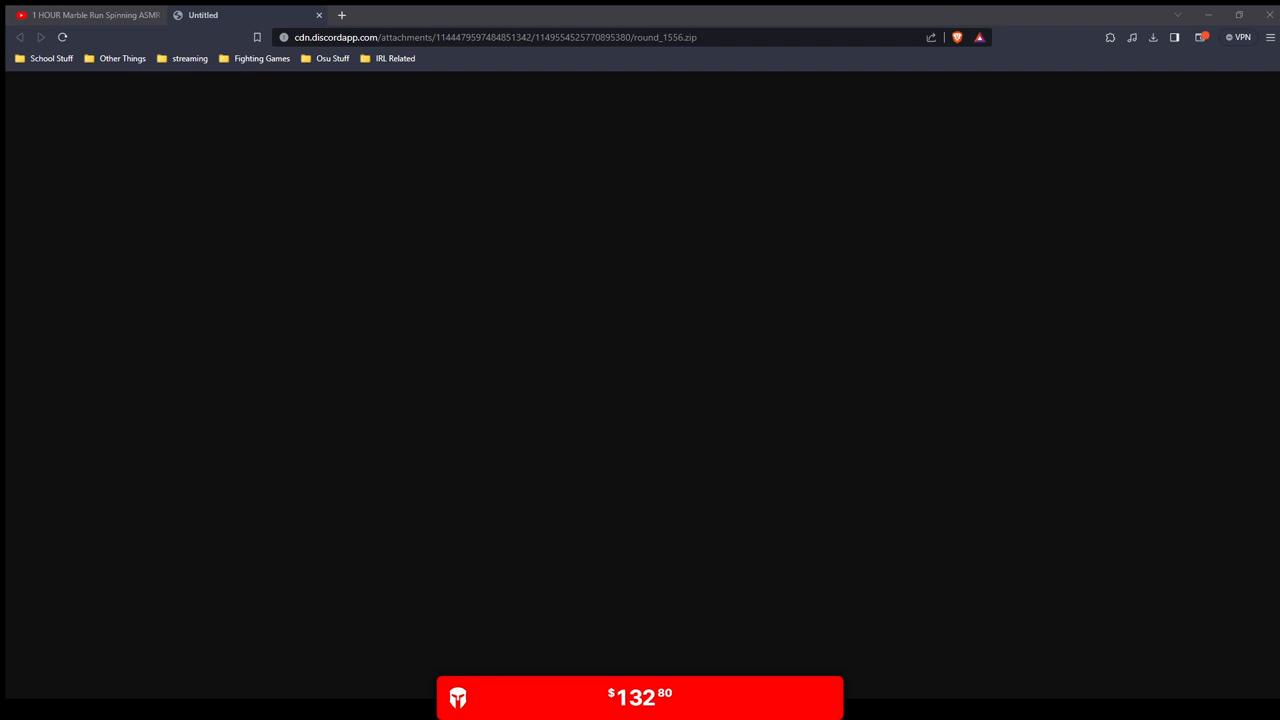 1 HOUR Marble Run Spinning ASMR
Untitled
cdn.discordapp.com/attachments/1144479597484851342/1149554525770895380/round_1556.zip
VPN
School Stuff
Other Things
streaming
Fighting Games
Osu Stuff
IRL Related
$132 80